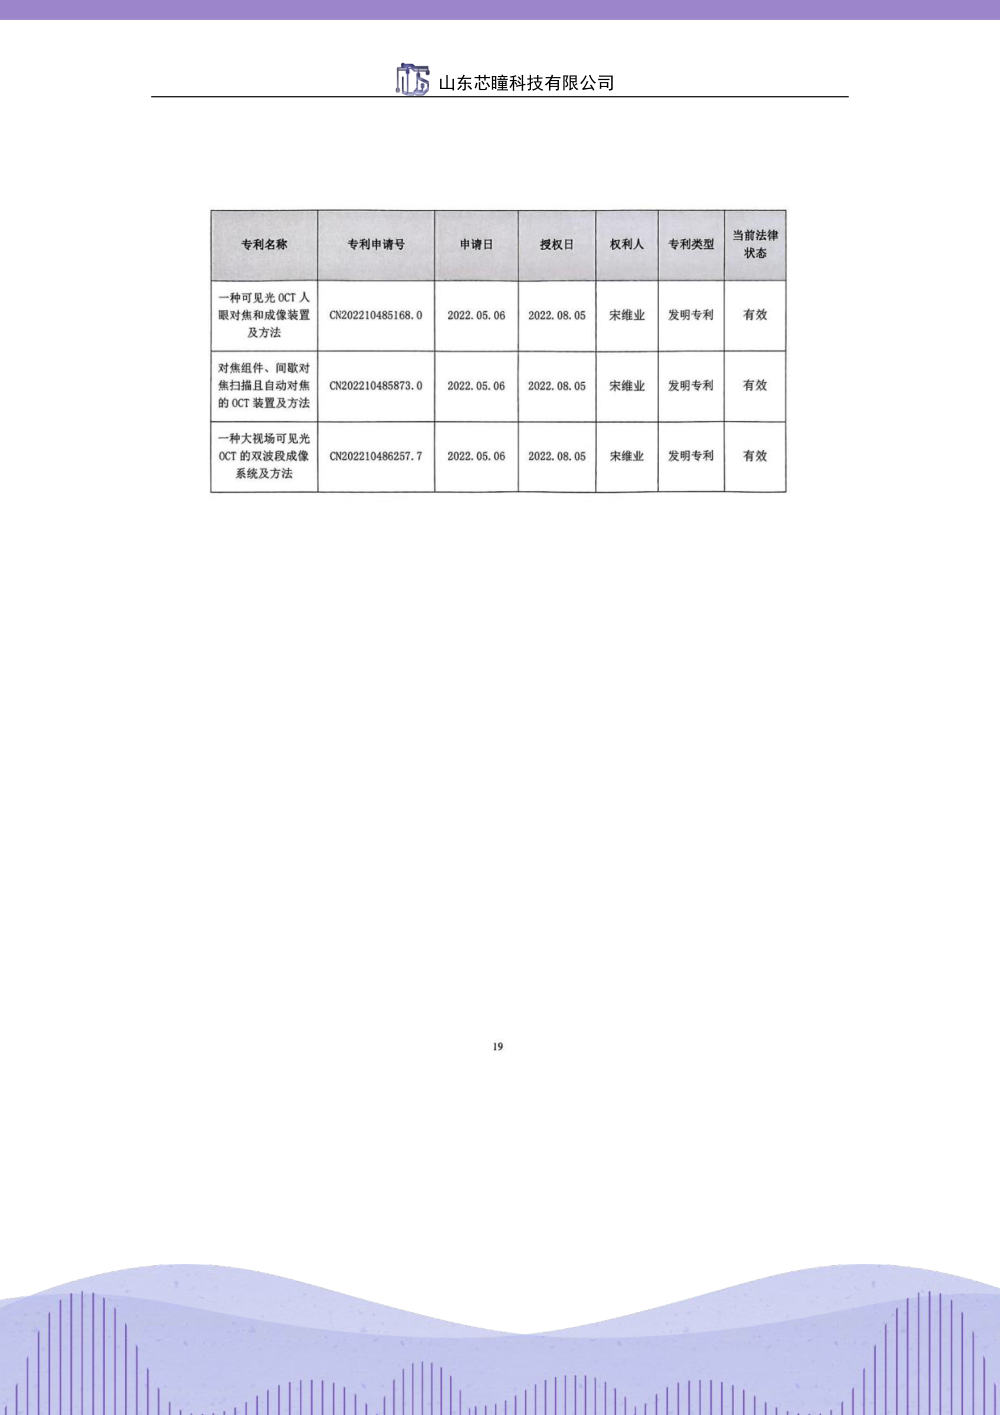 山东芯瞳科技有限公司
专利名称 专利申请号 申请日 授权日 权利人 专利类型 当前法律
状态
一种可见光 OCT 人
眼对焦和成像装置
及方法
CN202210485168.0 2022.05.06 2022.08.05 宋维业 发明专利 有效
对焦组件、间歇对
焦扫描且自动对焦
的 OCT 装置及方法
CN202210485873.0 2022.05.06 2022.08.05 宋维业 发明专利 有效
一种大视场可见光
OCT 的双波段成像
系统及方法
CN202210486257.7 2022.05.06 2022.08.05 宋维业 发明专利 有效
19